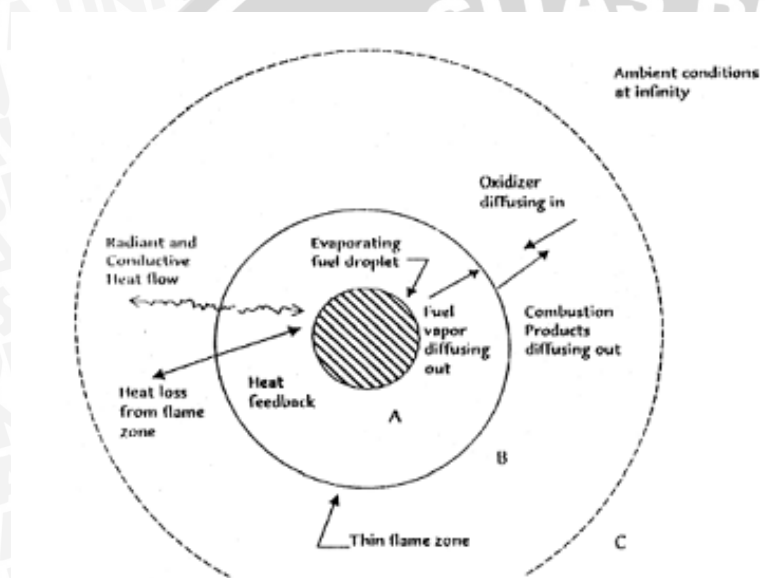 Ambient conditions
at infinity
Oxidizer
diffusing in
Radiant and
Conductive
Heat flow
Evaporating
fuel droplet
Fuel
vapor
diffusing
out
Combustion
Products
diffusing out
Heat loss
from flame
zone
Heat
feedback
A
B
Thin flame zone
C